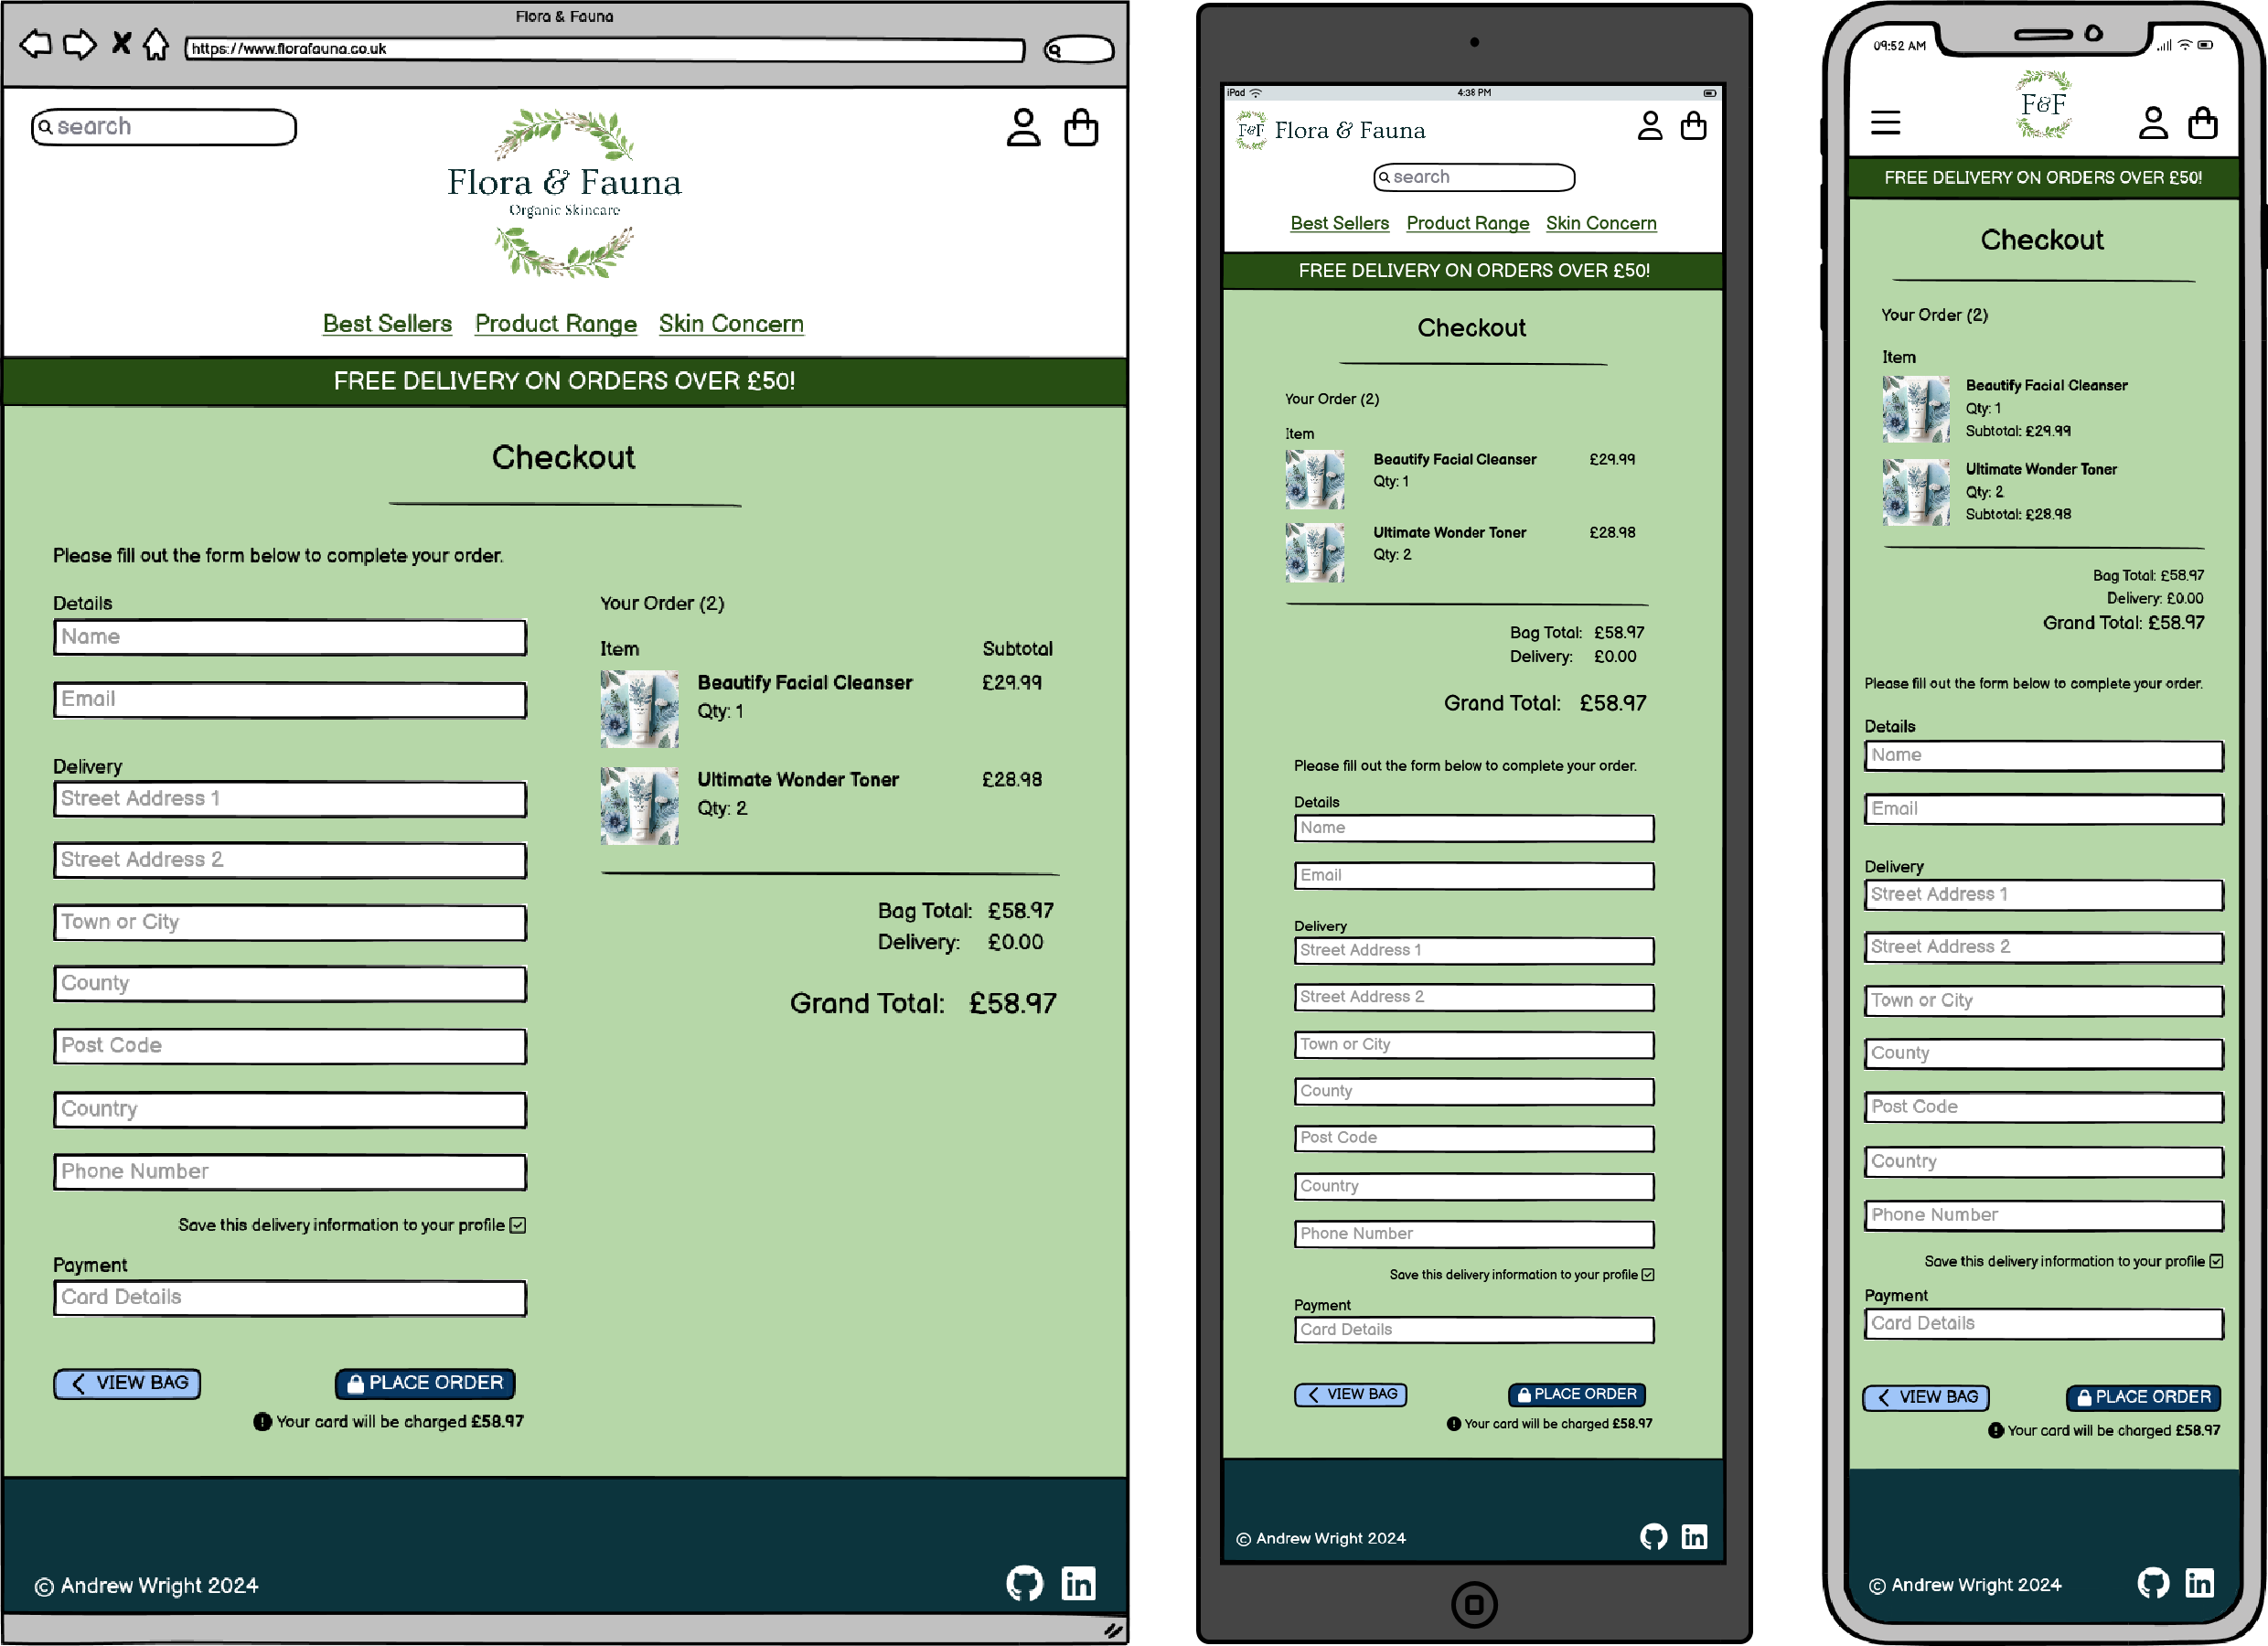 Flora & Fauna
https://www.florafauna.co.uk
search
Flora & Fauna
Organic Skincare
Best Sellers Product Range Skin Concern
FREE DELIVERY ON ORDERS OVER £50!
Checkout
Please fill out the form below to complete your order.
Details
Name
Email
Delivery
Street Address 1
Street Address 2
Town or City
County
Post Code
Country
Phone Number
Save this delivery information to your profile
Payment
Card Details
VIEW BAG PLACE ORDER
Your card will be charged £58.97
Your Order (2)
Item Subtotal
Beautify Facial Cleanser £29.99
Qty: 1
Ultimate Wonder Toner £28.98
Qty: 2
Bag Total: £58.97
Delivery: £0.00
Grand Total: £58.97
© Andrew Wright 2024
in
iPad 4:38 PM
F&F Flora & Fauna
search
Best Sellers Product Range Skin Concern
FREE DELIVERY ON ORDERS OVER £50!
Checkout
Your Order (2)
Item
Beautify Facial Cleanser £29.99
Qty: 1
Ultimate Wonder Toner £28.98
Qty: 2
Bag Total: £58.97
Delivery: £0.00
Grand Total: £58.97
Please fill out the form below to complete your order.
Details
Name
Email
Delivery
Street Address 1
Street Address 2
Town or City
County
Post Code
Country
Phone Number
Save this delivery information to your profile
Payment
Card Details
VIEW BAG PLACE ORDER
Your card will be charged £58.97
© Andrew Wright 2024
in
09:52 AM
F&F
FREE DELIVERY ON ORDERS OVER £50!
Checkout
Your Order (2)
Item
Beautify Facial Cleanser
Qty: 1
Subtotal: £29.99
Ultimate Wonder Toner
Qty: 2
Subtotal: £28.98
Bag Total: £58.97
Delivery: £0.00
Grand Total: £58.97
Please fill out the form below to complete your order.
Details
Name
Email
Delivery
Street Address 1
Street Address 2
Town or City
County
Post Code
Country
Phone Number
Save this delivery information to your profile
Payment
Card Details
VIEW BAG PLACE ORDER
Your card will be charged £58.97
© Andrew Wright 2024
in